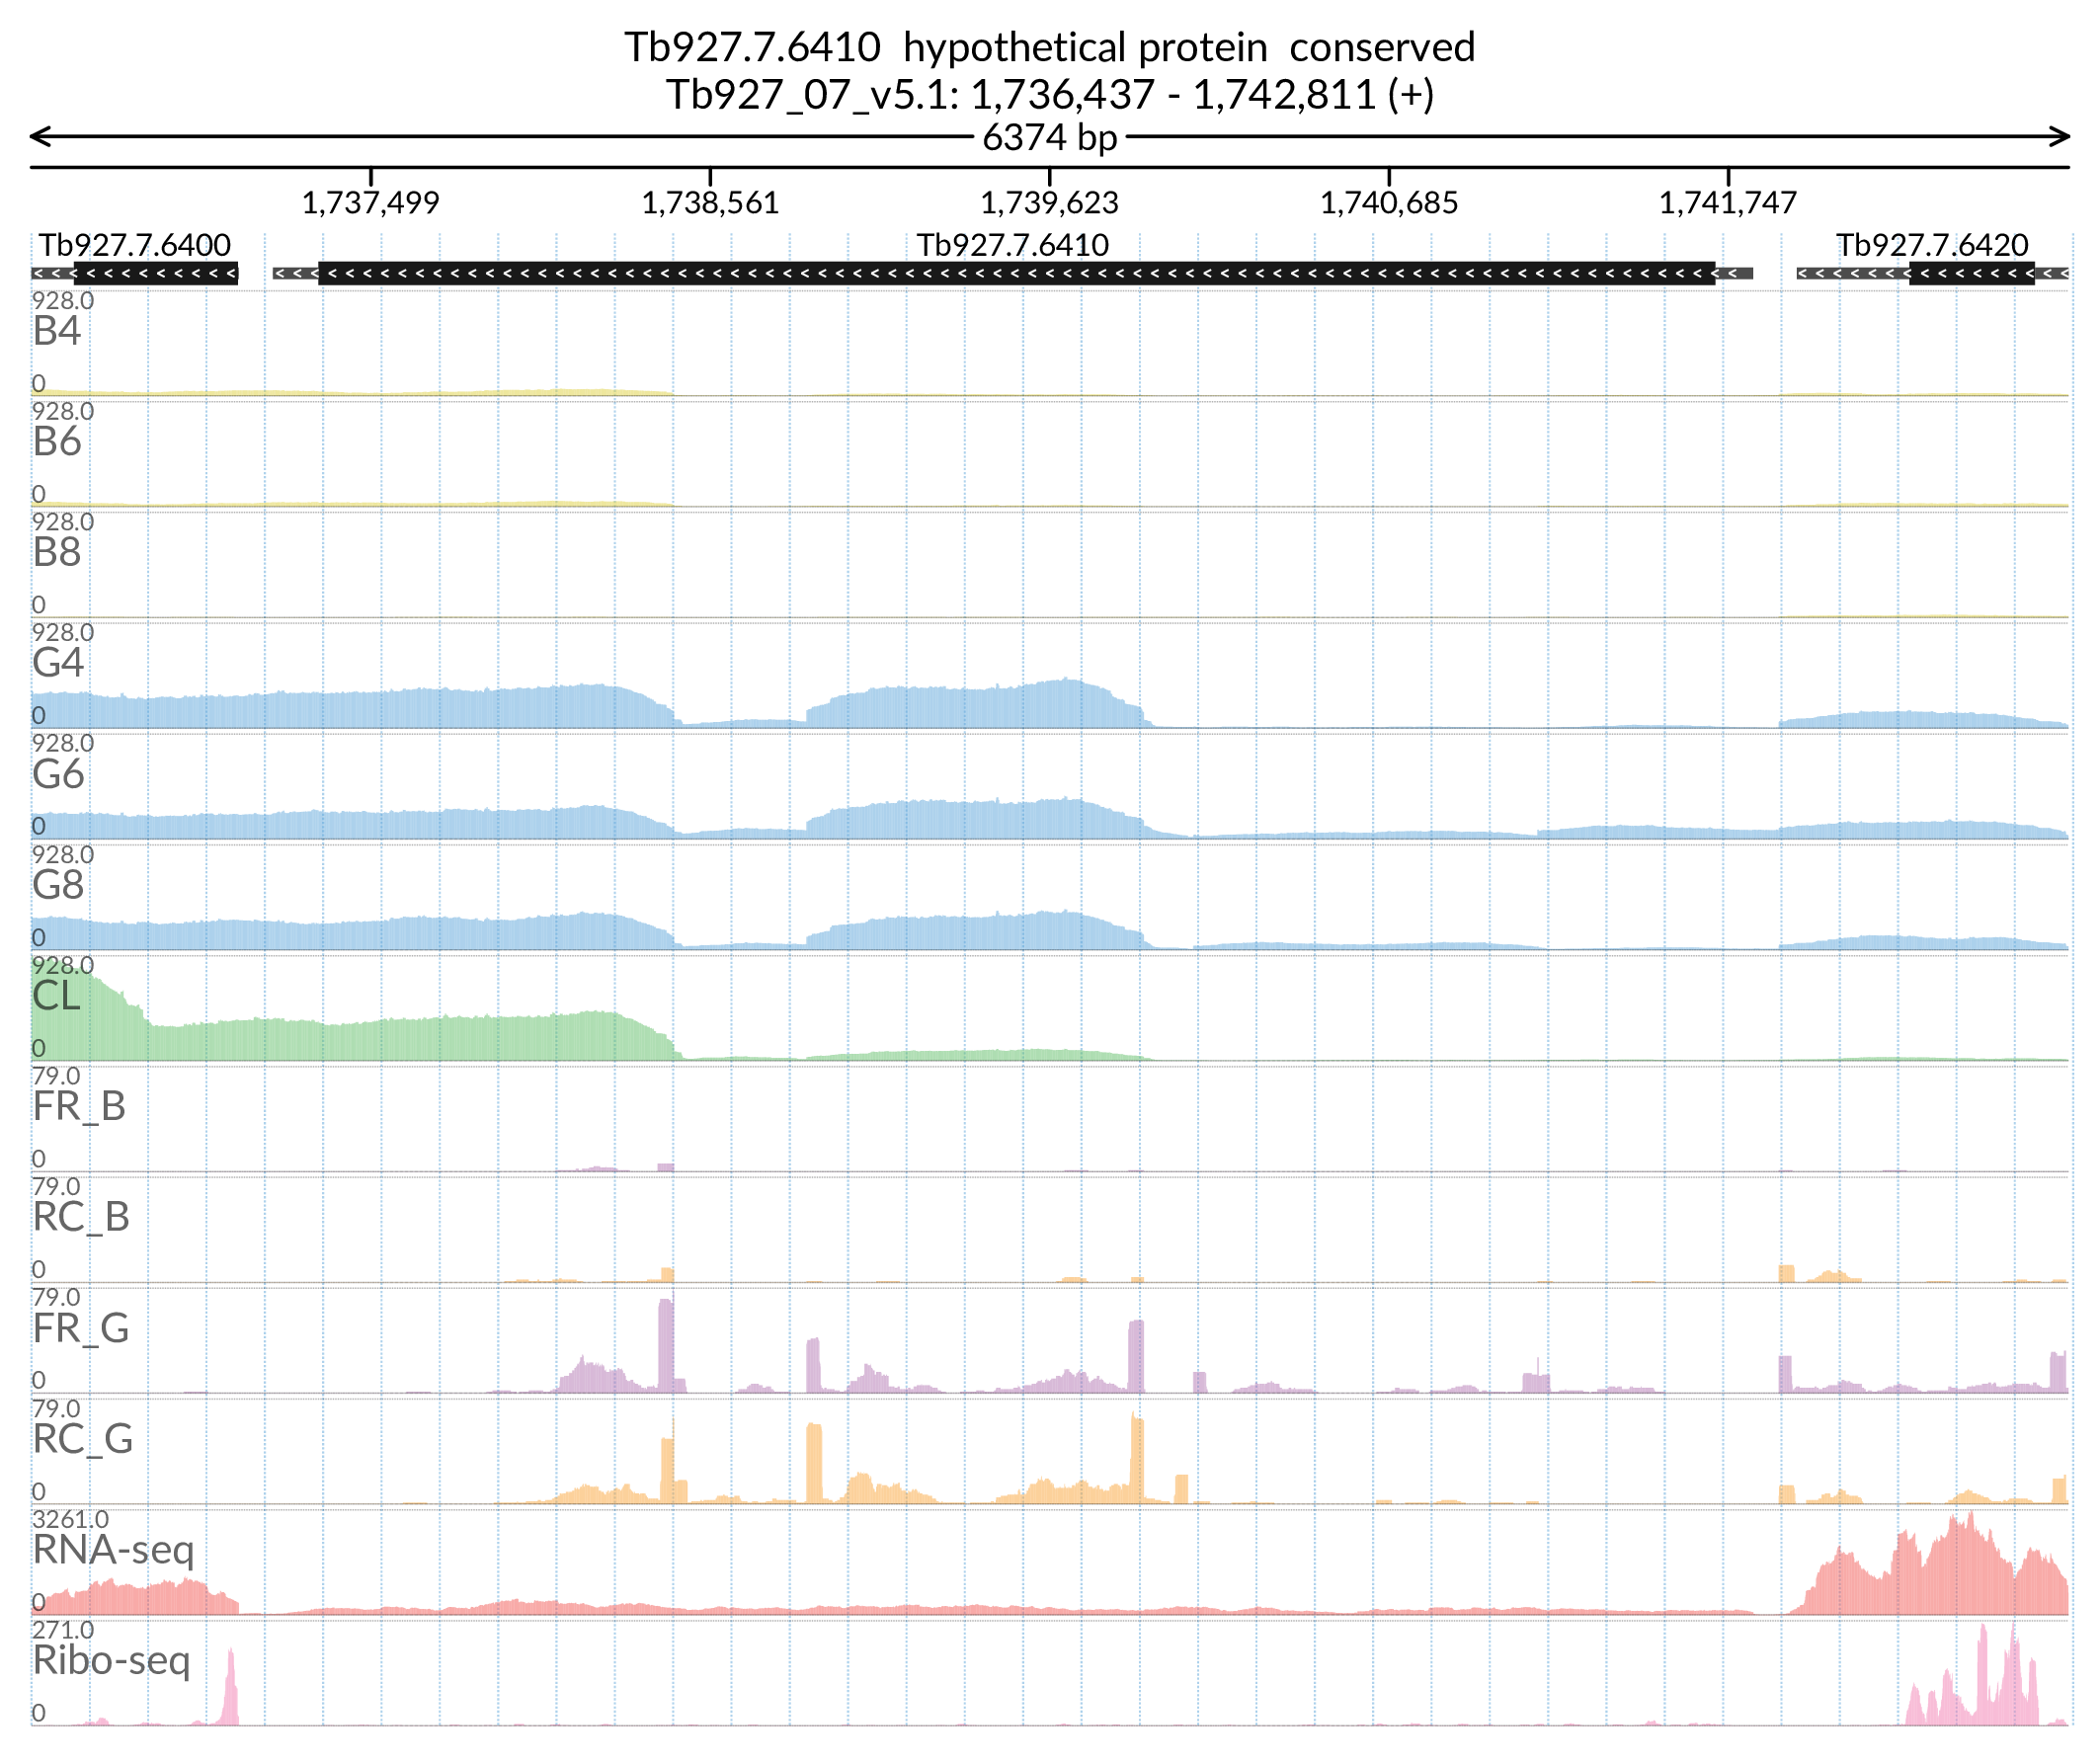 Tb927.7.6410 hypothetical protein conserved
Tb927_07_v5.1: 1,736,437 - 1,742,811 (+)
6374 bp
1,737,499 1,738,561 1,739,623 1,740,685 1,741,747
Tb927.7.6400 Tb927.7.6410 Tb927.7.6420
928.0
B4
0
928.0
B6
0
928.0
B8
0
928.0
G4
0
928.0
G6
0
928.0
G8
0
928.0
CL
0
79.0
FR_B
0
79.0
RC_B
0
79.0
FR_G
0
79.0
RC_G
0
3261.0
RNA-seq
0
271.0
Ribo-seq
0